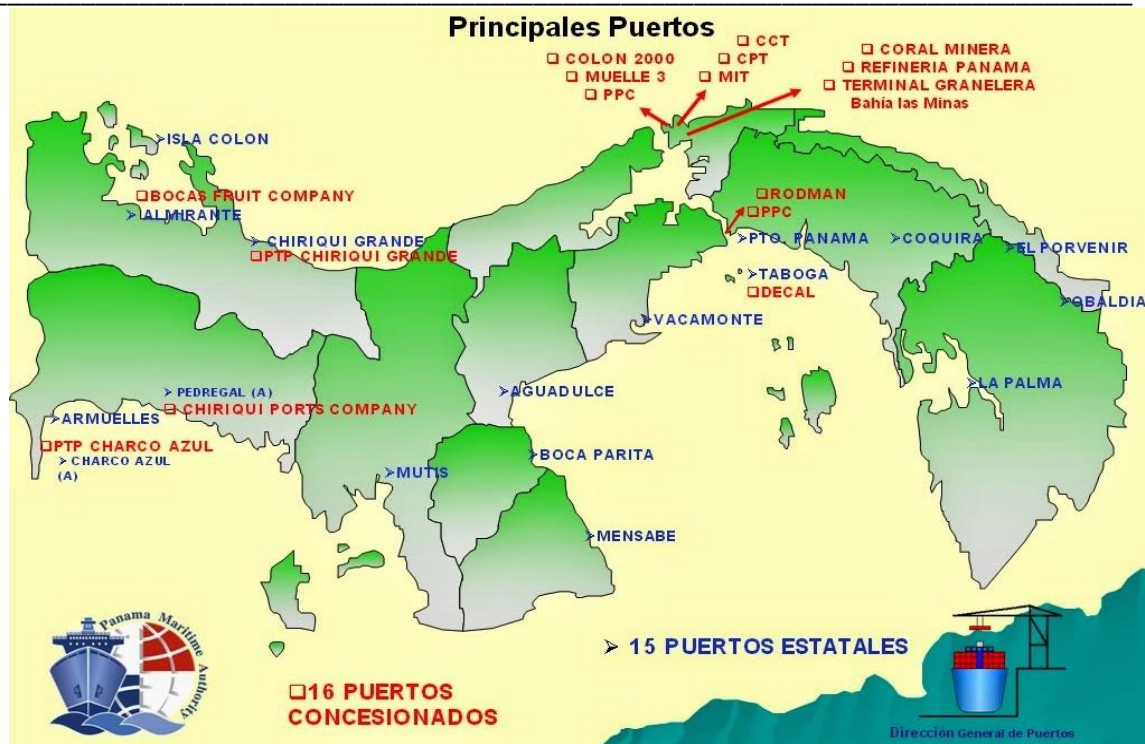 Principales Puertos
❑ COLON 2000
❑ MUELLE 3
❑ PPC
❑ CCT
❑ CPT
❑ MIT
❑ CORAL MINERA
❑ REFINERIA PANAMA
❑ TERMINAL GRANELERA
Bahía las Minas
➢ISLA COLON
❑BOCAS FRUIT COMPANY
➢ALMIRANTE
➢CHIRIQUI GRANDE
❑PTP CHIRIQUI GRANDE
❑RODMAN
❑PPC
➢PTO. PANAMA
➢COQUIRA
➢EL PORVENIR
➢TABOGA
❑DECAL
➢OBALDIA
➢VACAMONTE
➢LA PALMA
➢AGUADULCE
➢PEDREGAL (A)
❑CHIRIQUI PORTS COMPANY
➢ARMUELLES
❑PTP CHARCO AZUL
➢CHARCO AZUL
(A)
➢MUTIS
➢BOCA PARITA
➢MENSABE
Panama Maritime Authority
➢ 15 PUERTOS ESTATALES
❑16 PUERTOS
CONCESIONADOS
Dirección General de Puertos